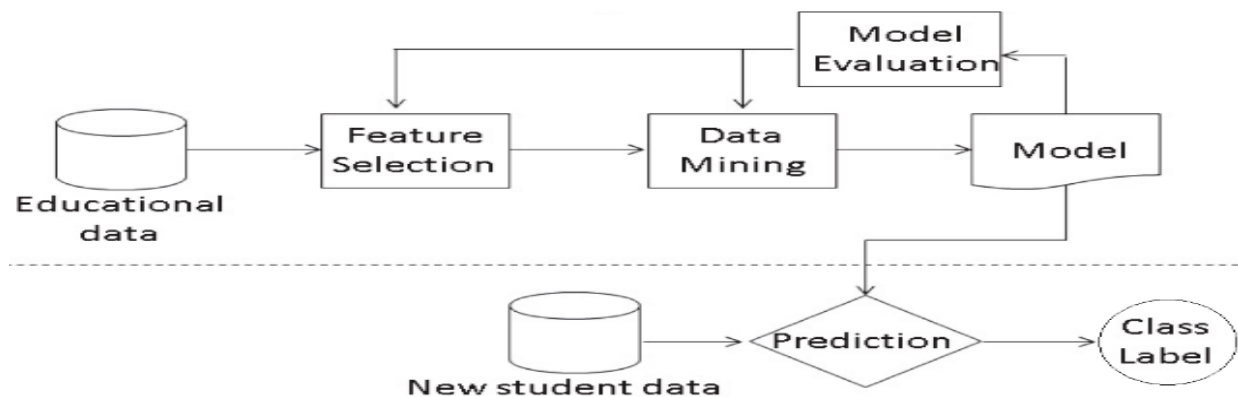 Model
Evaluation
Feature
Selection
Data
Mining
Model
Educational
data
Prediction
Class
Label
New student data